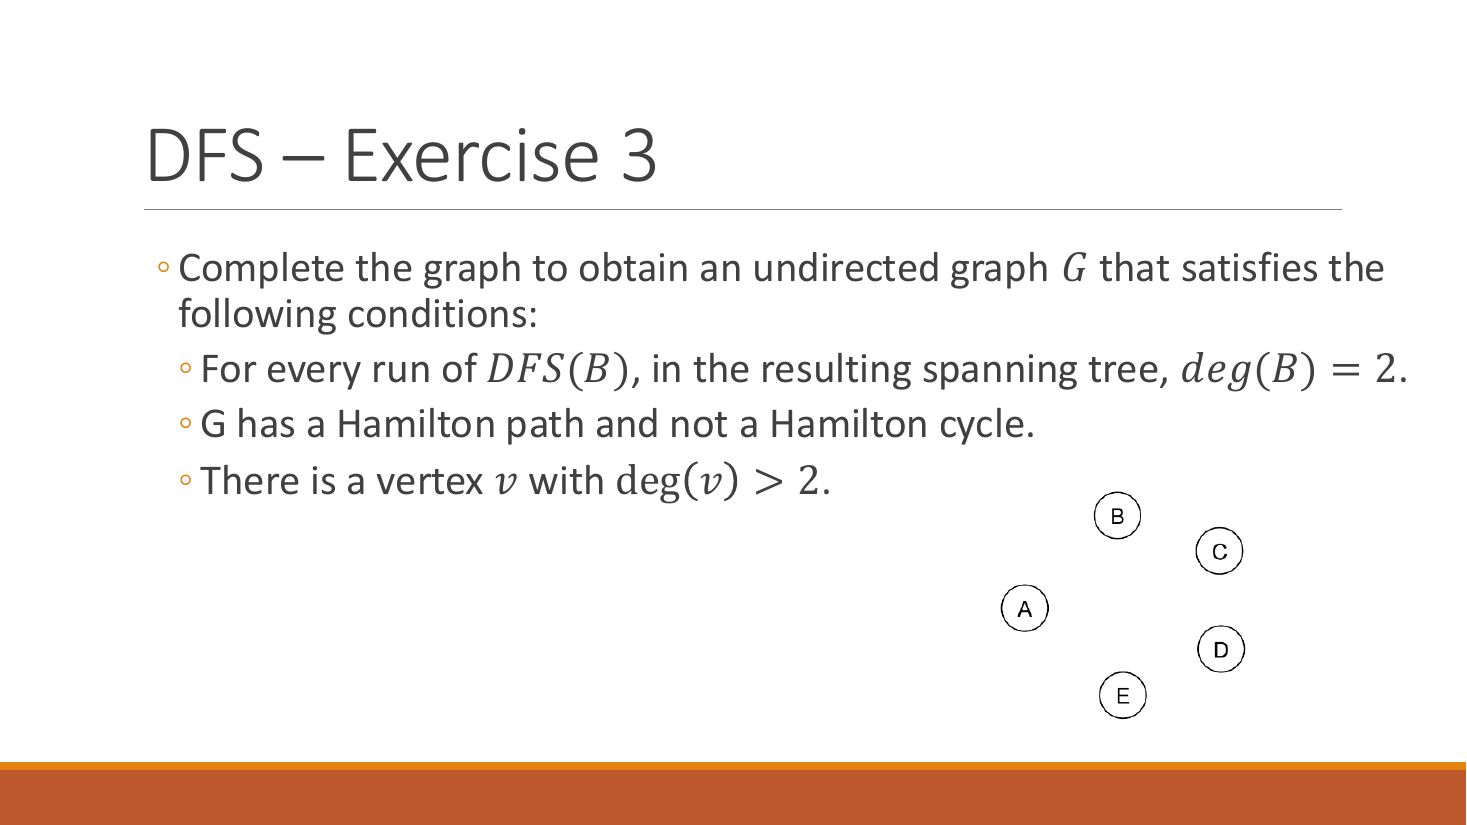 DFS – Exercise 3
◦ Complete the graph to obtain an undirected graph 𝐺 that satisfies the
following conditions:
◦ For every run of 𝐷𝐹𝑆(𝐵), in the resulting spanning tree, 𝑑𝑒𝑔(𝐵) = 2.
◦ G has a Hamilton path and not a Hamilton cycle.
◦ There is a vertex 𝑣 with deg(𝑣) > 2.
B
C
A
D
E